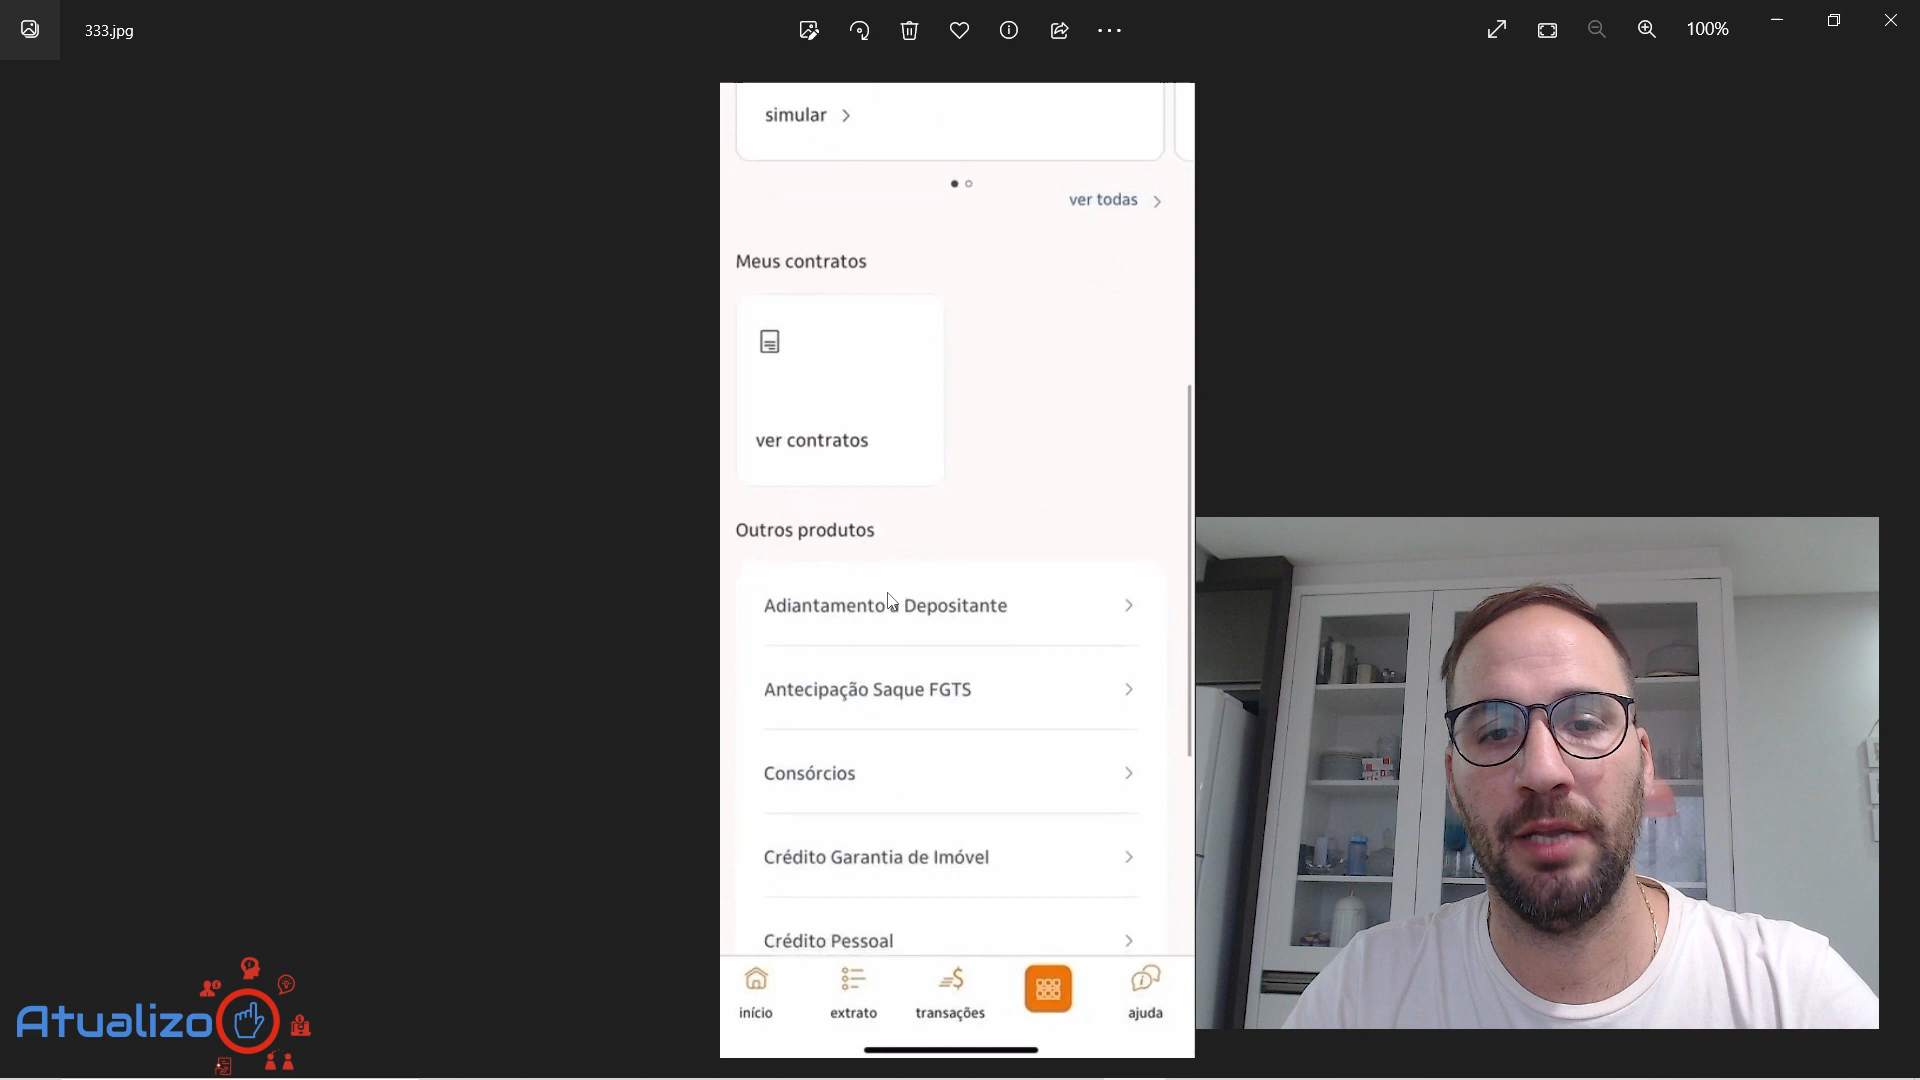 333.jpg
100%
simular
ver todas
Meus contratos
ver contratos
Outros produtos
Adiantamento Depositante
Antecipação Saque FGTS
Consórcios
Crédito Garantia de Imóvel
Crédito Pessoal
início
extrato
transações
ajuda
Atualizo